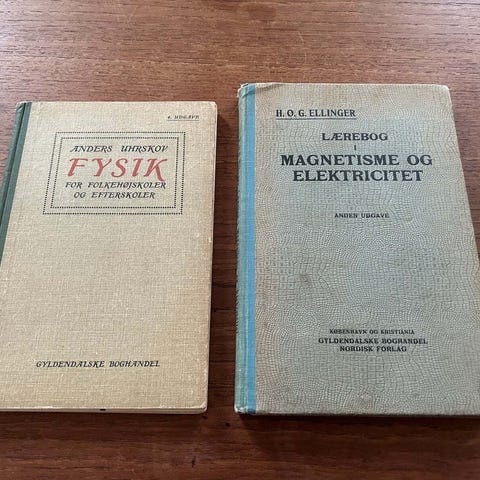 4. UDGAVE
ANDERS UHRSKOV
FYSIK
FOR FOLKEHØJSKOLER
OG EFTERSKOLER
GYLDENDALSKE BOGHANDEL
H. O. G. ELLINGER
LÆREBOG
I
MAGNETISME OG
ELEKTRICITET
ANDEN UDGAVE
KØBENHAVN OG KRISTIANIA
GYLDENDALSKE BOGHANDEL
NORDISK FORLAG